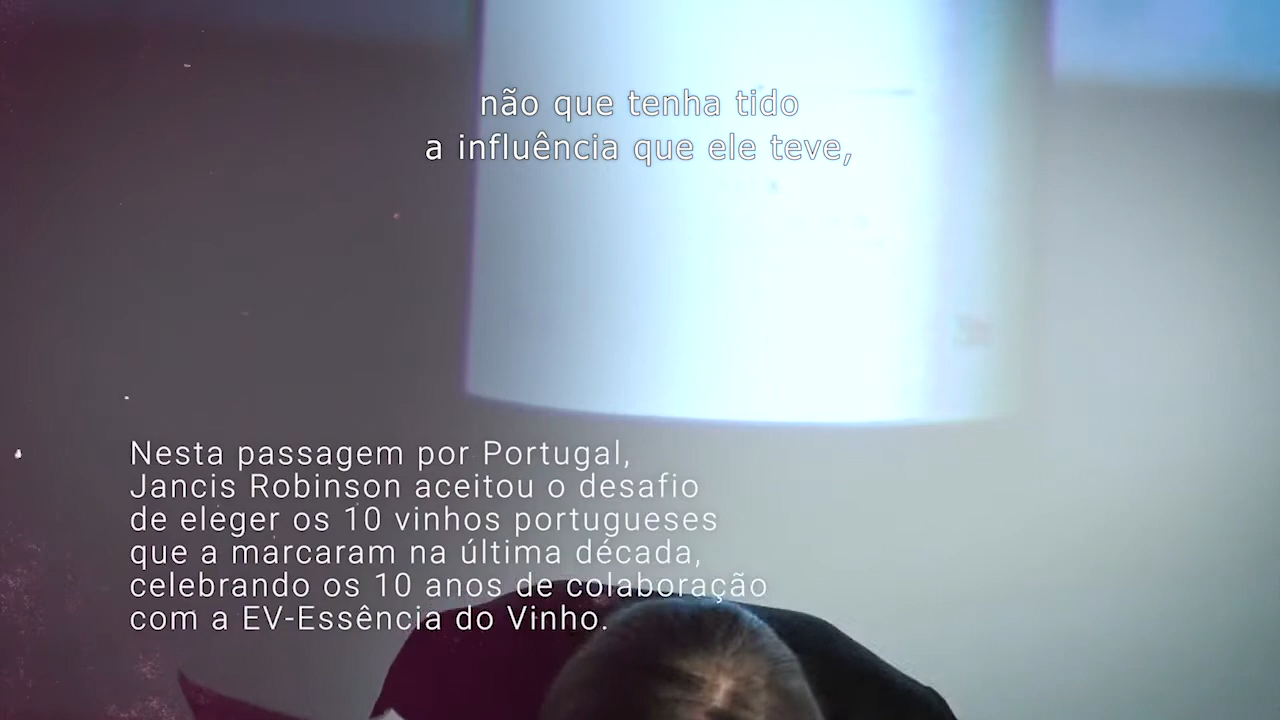 não que tenha tido
a influência que ele teve,
Nesta passagem por Portugal,
Jancis Robinson aceitou o desafio
de eleger os 10 vinhos portugueses
que a marcaram na última década,
celebrando os 10 anos de colaboração
com a EV-Essência do Vinho.